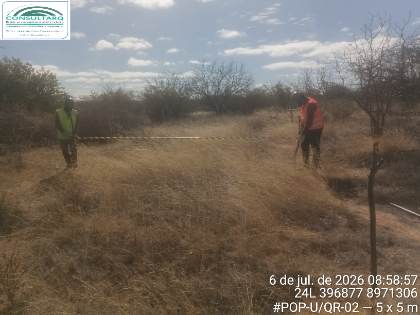 CONSULTARQ
6 de jul. de 2026 08:58:57
24L 396877 8971306
#POP-U/QR-02 — 5 x 5 m